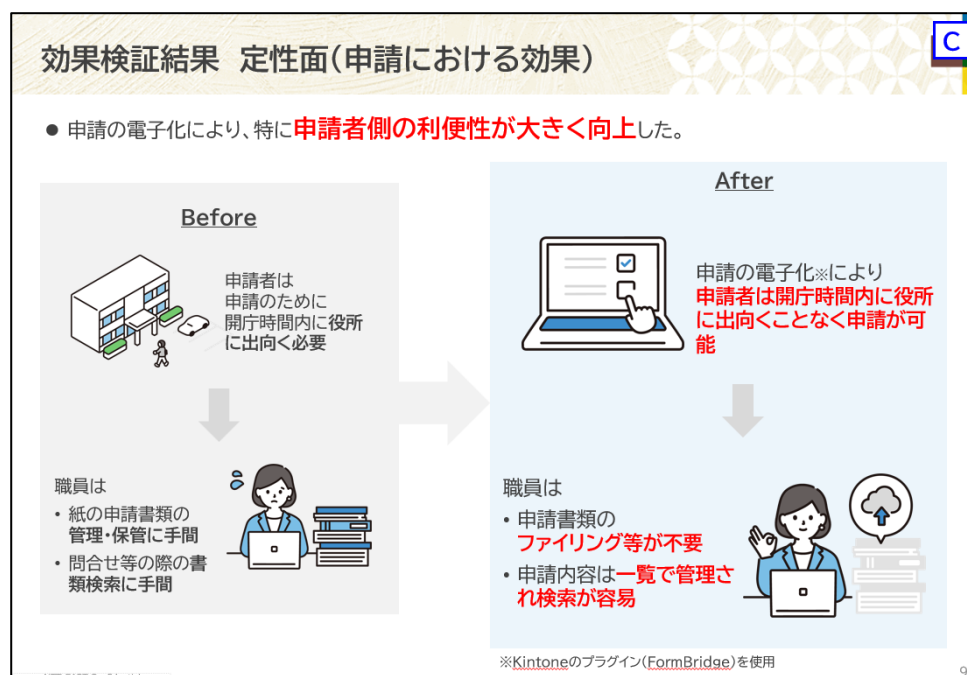 効果検証結果 定性面(申請における効果)
C
● 申請の電子化により、特に申請者側の利便性が大きく向上した。
Before
申請者は
申請のために
開庁時間内に役所
に出向く必要
職員は
・紙の申請書類の
管理・保管に手間
・問合せ等の際の書
類検索に手間
After
申請の電子化※により
申請者は開庁時間内に役所
に出向くことなく申請が可
能
職員は
・申請書類の
ファイリング等が不要
・申請内容は一覧で管理さ
れ検索が容易
※Kintoneのプラグイン(FormBridge)を使用
9